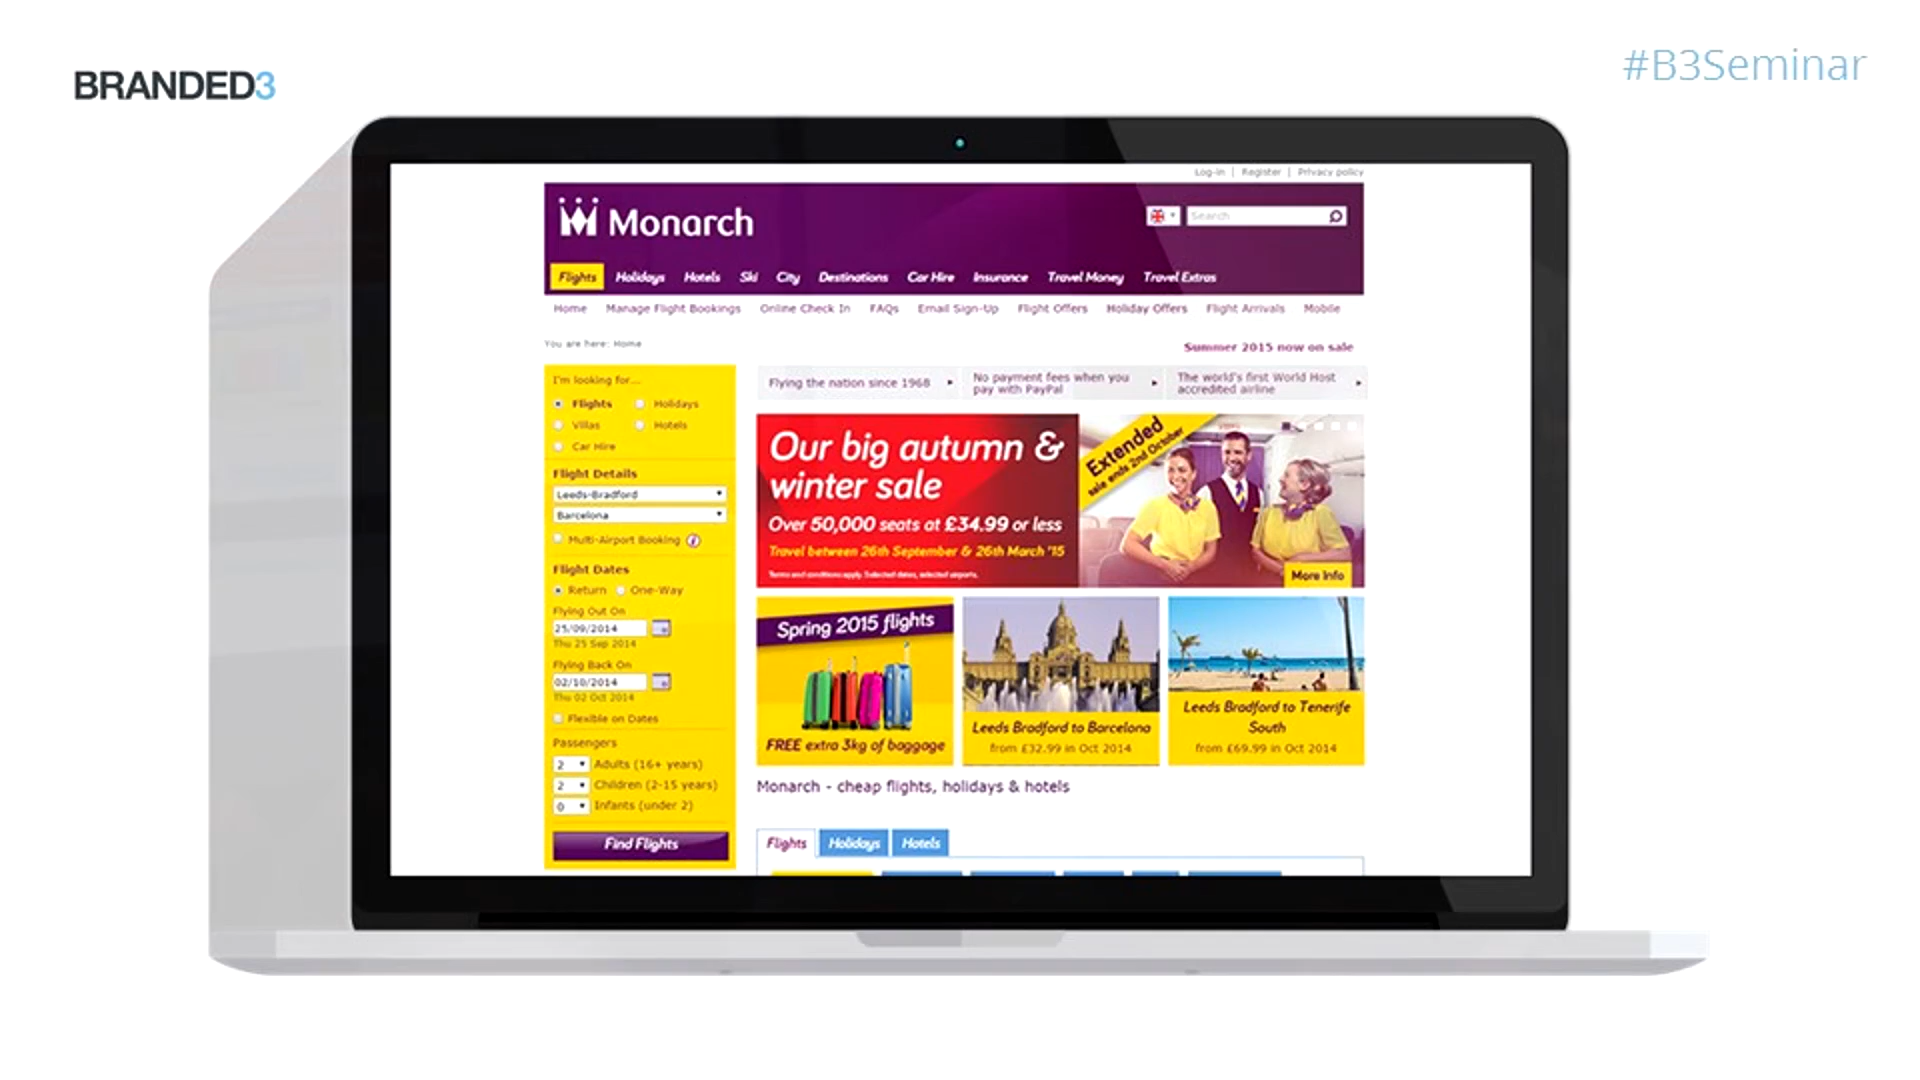 BRANDED3
#B3Seminar
Log-in | Register | Privacy policy
Monarch
Search
Flights Holidays Hotels Ski City Destinations Car Hire Insurance Travel Money Travel Extras
Home Manage Flight Bookings Online Check In FAQs Email Sign-Up Flight Offers Holiday Offers Flight Arrivals Mobile
You are here: Home
Summer 2015 now on sale
I'm looking for...
Flights Holidays
Villas Hotels
Car Hire
Flight Details
Leeds-Bradford
Barcelona
Multi-Airport Booking
Flight Dates
Return One-Way
Flying Out On
25/09/2014
Thu 25 Sep 2014
Flying Back On
02/10/2014
Thu 02 Oct 2014
Flexible on Dates
Passengers
2 Adults (16+ years)
2 Children (2-15 years)
0 Infants (under 2)
Find Flights
Flying the nation since 1968
No payment fees when you
pay with PayPal
The world's first World Host
accredited airline
Our big autumn &
winter sale
Over 50,000 seats at £34.99 or less
Travel between 26th September & 26th March '15
Terms and conditions apply. Selected dates, selected airports.
Extended
sale ends 2nd October
More Info
Spring 2015 flights
FREE extra 3kg of baggage
Leeds Bradford to Barcelona
from £32.99 in Oct 2014
Leeds Bradford to Tenerife
South
from £69.99 in Oct 2014
Monarch - cheap flights, holidays & hotels
Flights Holidays Hotels